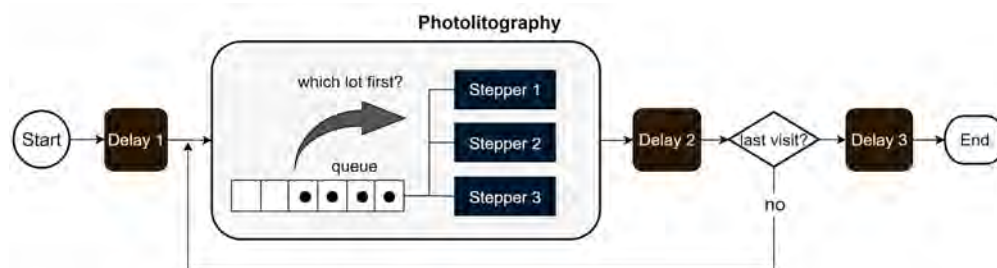 Photolitography
which lot first?
Stepper 1
Start
Delay 1
Stepper 2
Delay 2
last visit?
Delay 3
End
queue
Stepper 3
no